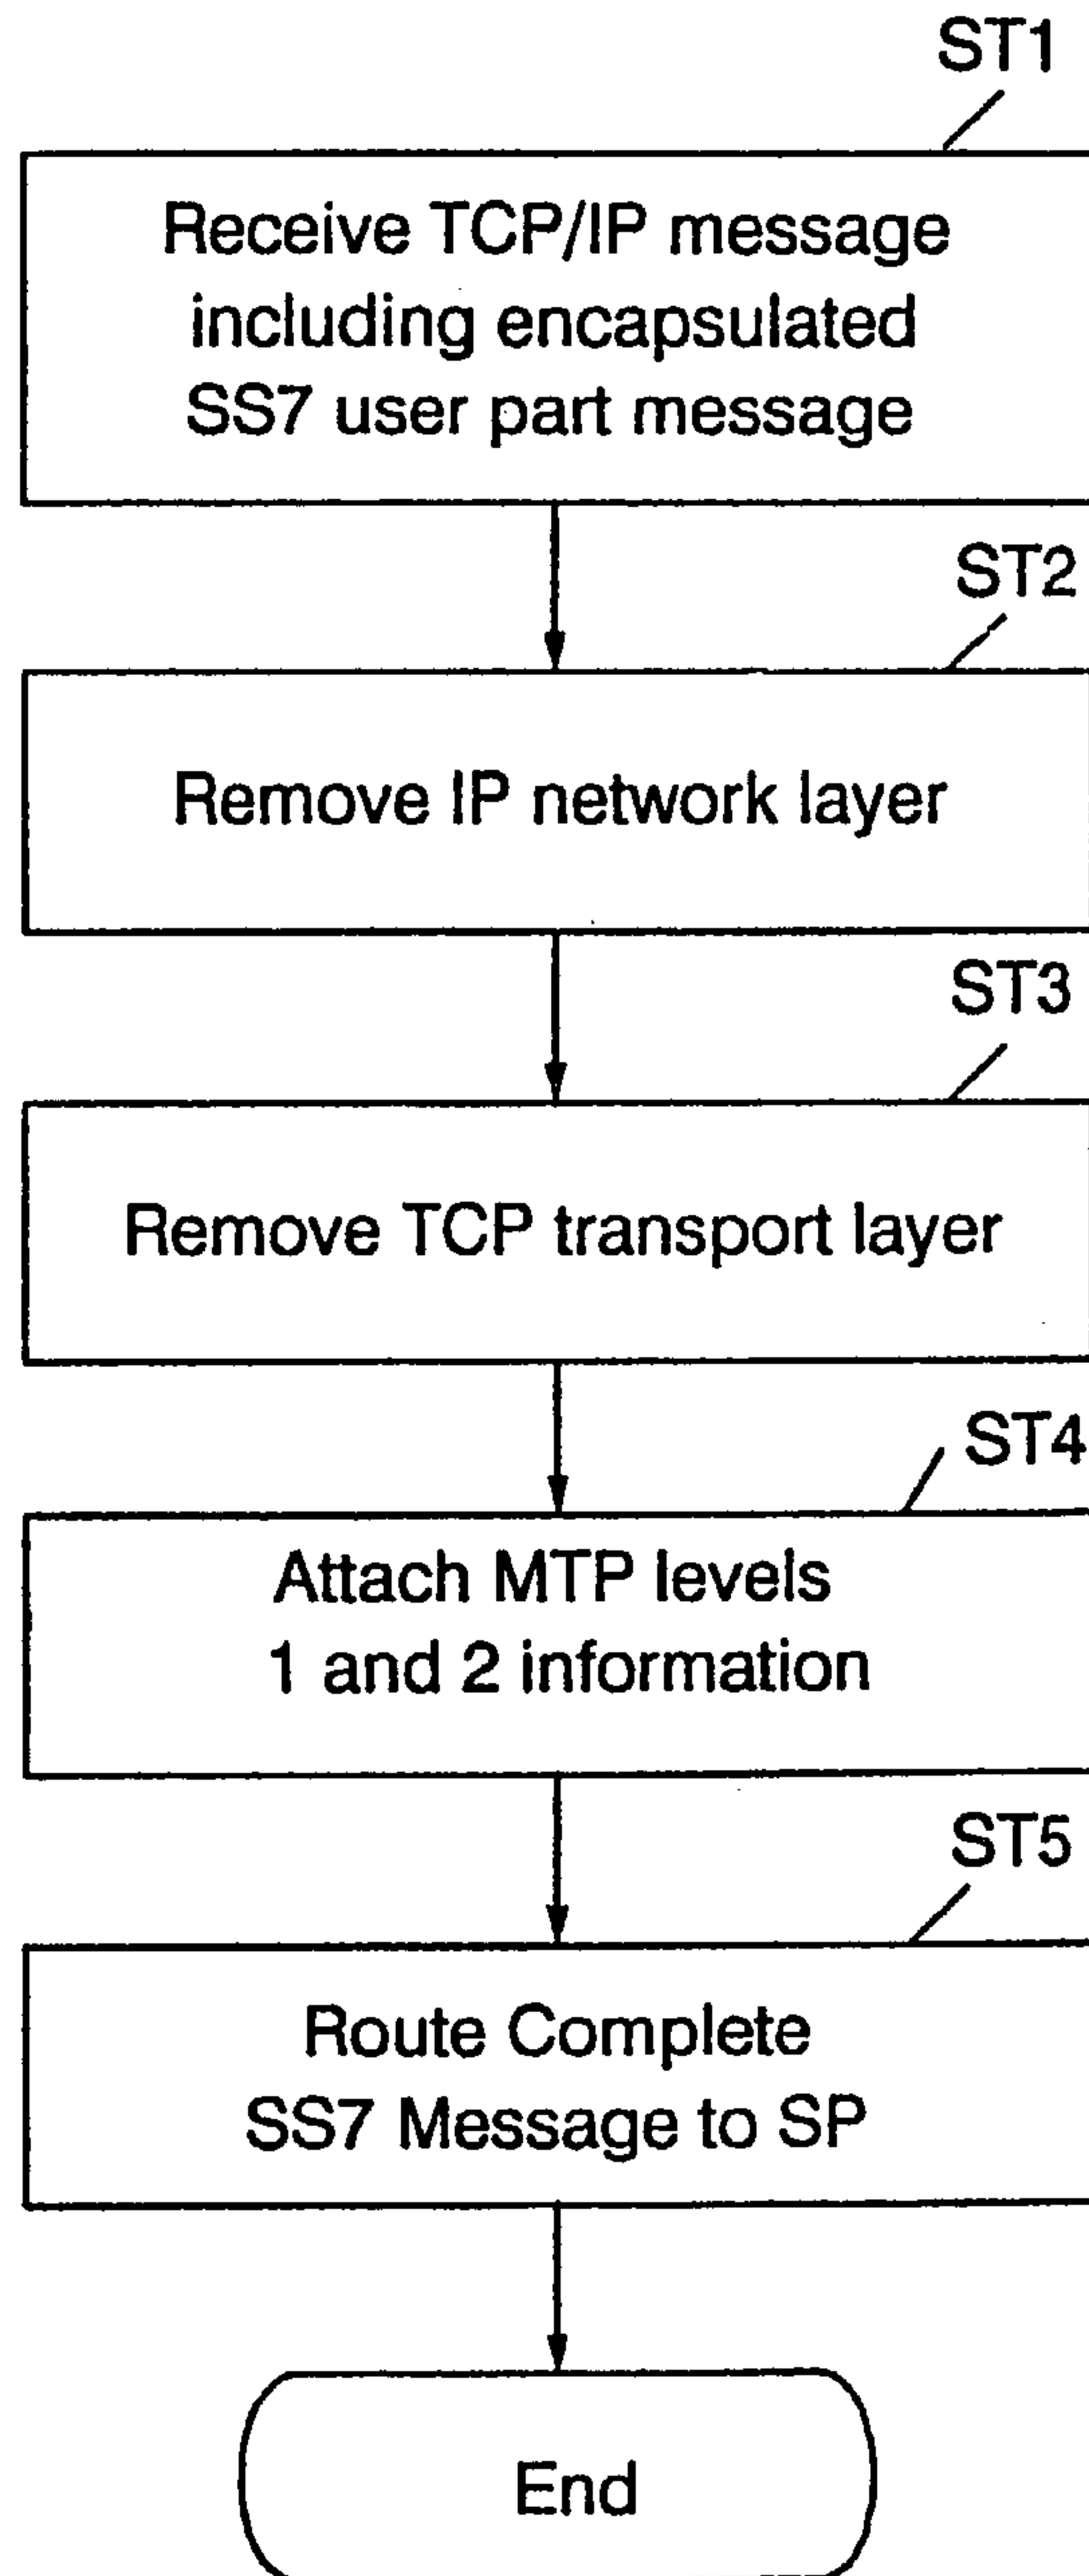 ST1
Receive TCP/IP message
including encapsulated
SS7 user part message
ST2
Remove IP network layer
ST3
Remove TCP transport layer
ST4
Attach MTP levels
1 and 2 information
ST5
Route Complete
SS7 Message to SP
End